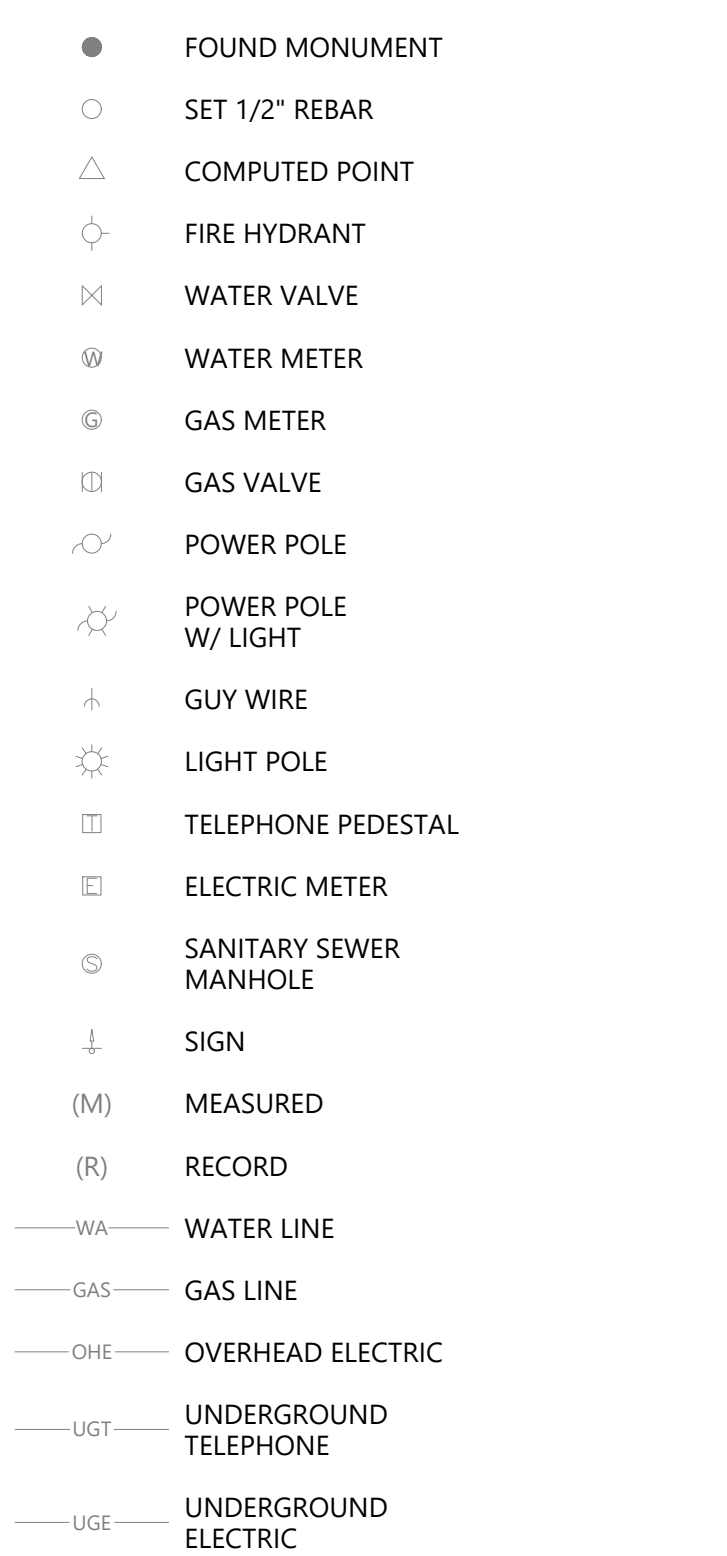 FOUND MONUMENT
SET 1/2" REBAR
COMPUTED POINT
FIRE HYDRANT
WATER VALVE
W WATER METER
G GAS METER
GAS VALVE
POWER POLE
POWER POLE
W/ LIGHT
GUY WIRE
LIGHT POLE
T TELEPHONE PEDESTAL
E ELECTRIC METER
S SANITARY SEWER
MANHOLE
SIGN
(M) MEASURED
(R) RECORD
WA WATER LINE
GAS GAS LINE
OHE OVERHEAD ELECTRIC
UGT UNDERGROUND
TELEPHONE
UGE UNDERGROUND
ELECTRIC